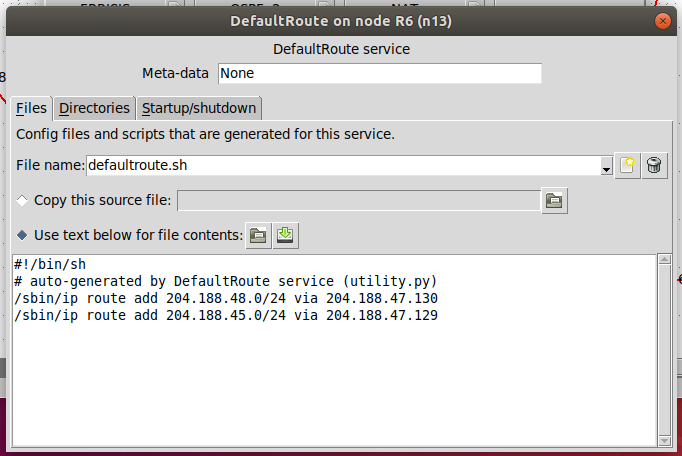 DefaultRoute on node R6 (n13)
DefaultRoute service
Meta-data None
Files Directories Startup/shutdown
Config files and scripts that are generated for this service.
File name: defaultroute.sh
Copy this source file:
Use text below for file contents:
#!/bin/sh
# auto-generated by DefaultRoute service (utility.py)
/sbin/ip route add 204.188.48.0/24 via 204.188.47.130
/sbin/ip route add 204.188.45.0/24 via 204.188.47.129